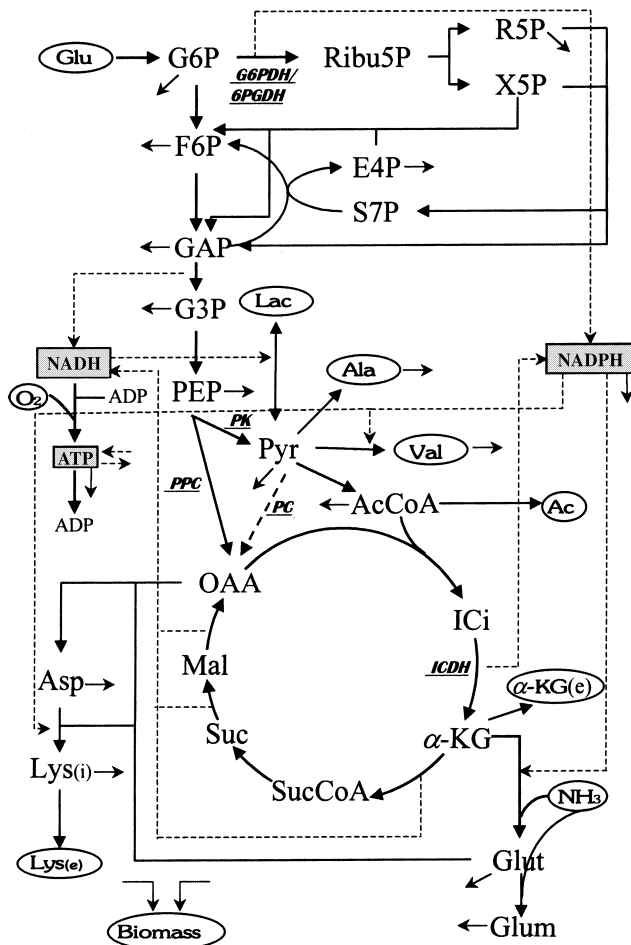 Glu
G6P
G6PDH/
6PGDH
Ribu5P
R5P
X5P
F6P
E4P
S7P
GAP
G3P
Lac
NADH
NADPH
PEP
Ala
O₂
ADP
PK
Pyr
Val
ATP
PPC
PC
AcCoA
Ac
ADP
OAA
ICi
Mal
ICDH
Asp
α-KG(e)
Suc
α-KG
Lys(i)
SucCoA
NH₃
Lys(e)
Glut
Biomass
Glum